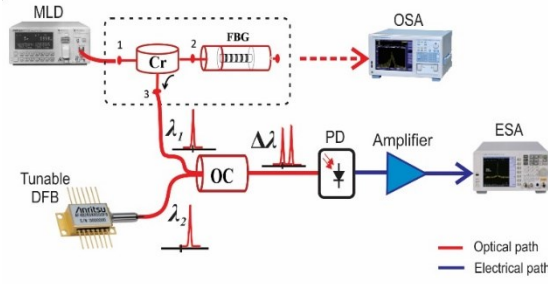 MLD
FBG
OSA
1
2
Cr
3
λ1
Δλ
PD
Amplifier
ESA
OC
Tunable
DFB
Anritsu
λ2
Optical path
Electrical path